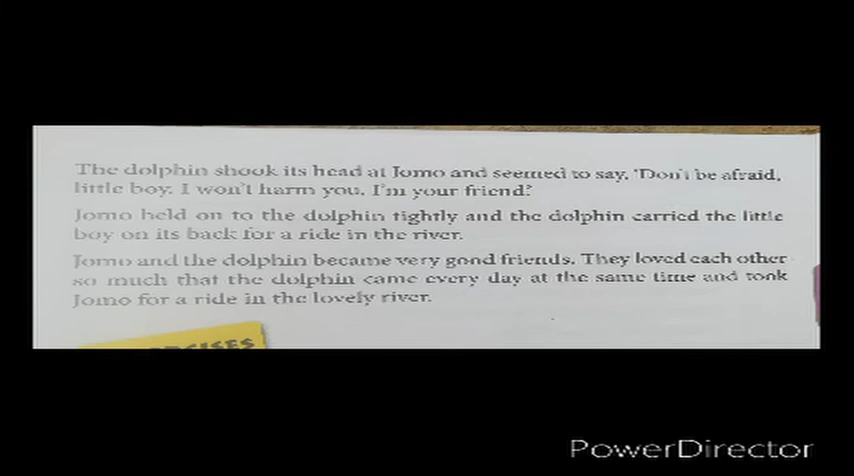 The dolphin shook its head at Jomo and seemed to say, 'Don't be afraid,
little boy. I won't harm you. I'm your friend!'
Jomo held on to the dolphin tightly and the dolphin carried the little
boy on its back for a ride in the river.
Jomo and the dolphin became very good friends. They loved each other
so much that the dolphin came every day at the same time and took
Jomo for a ride in the lovely river.
PowerDirector